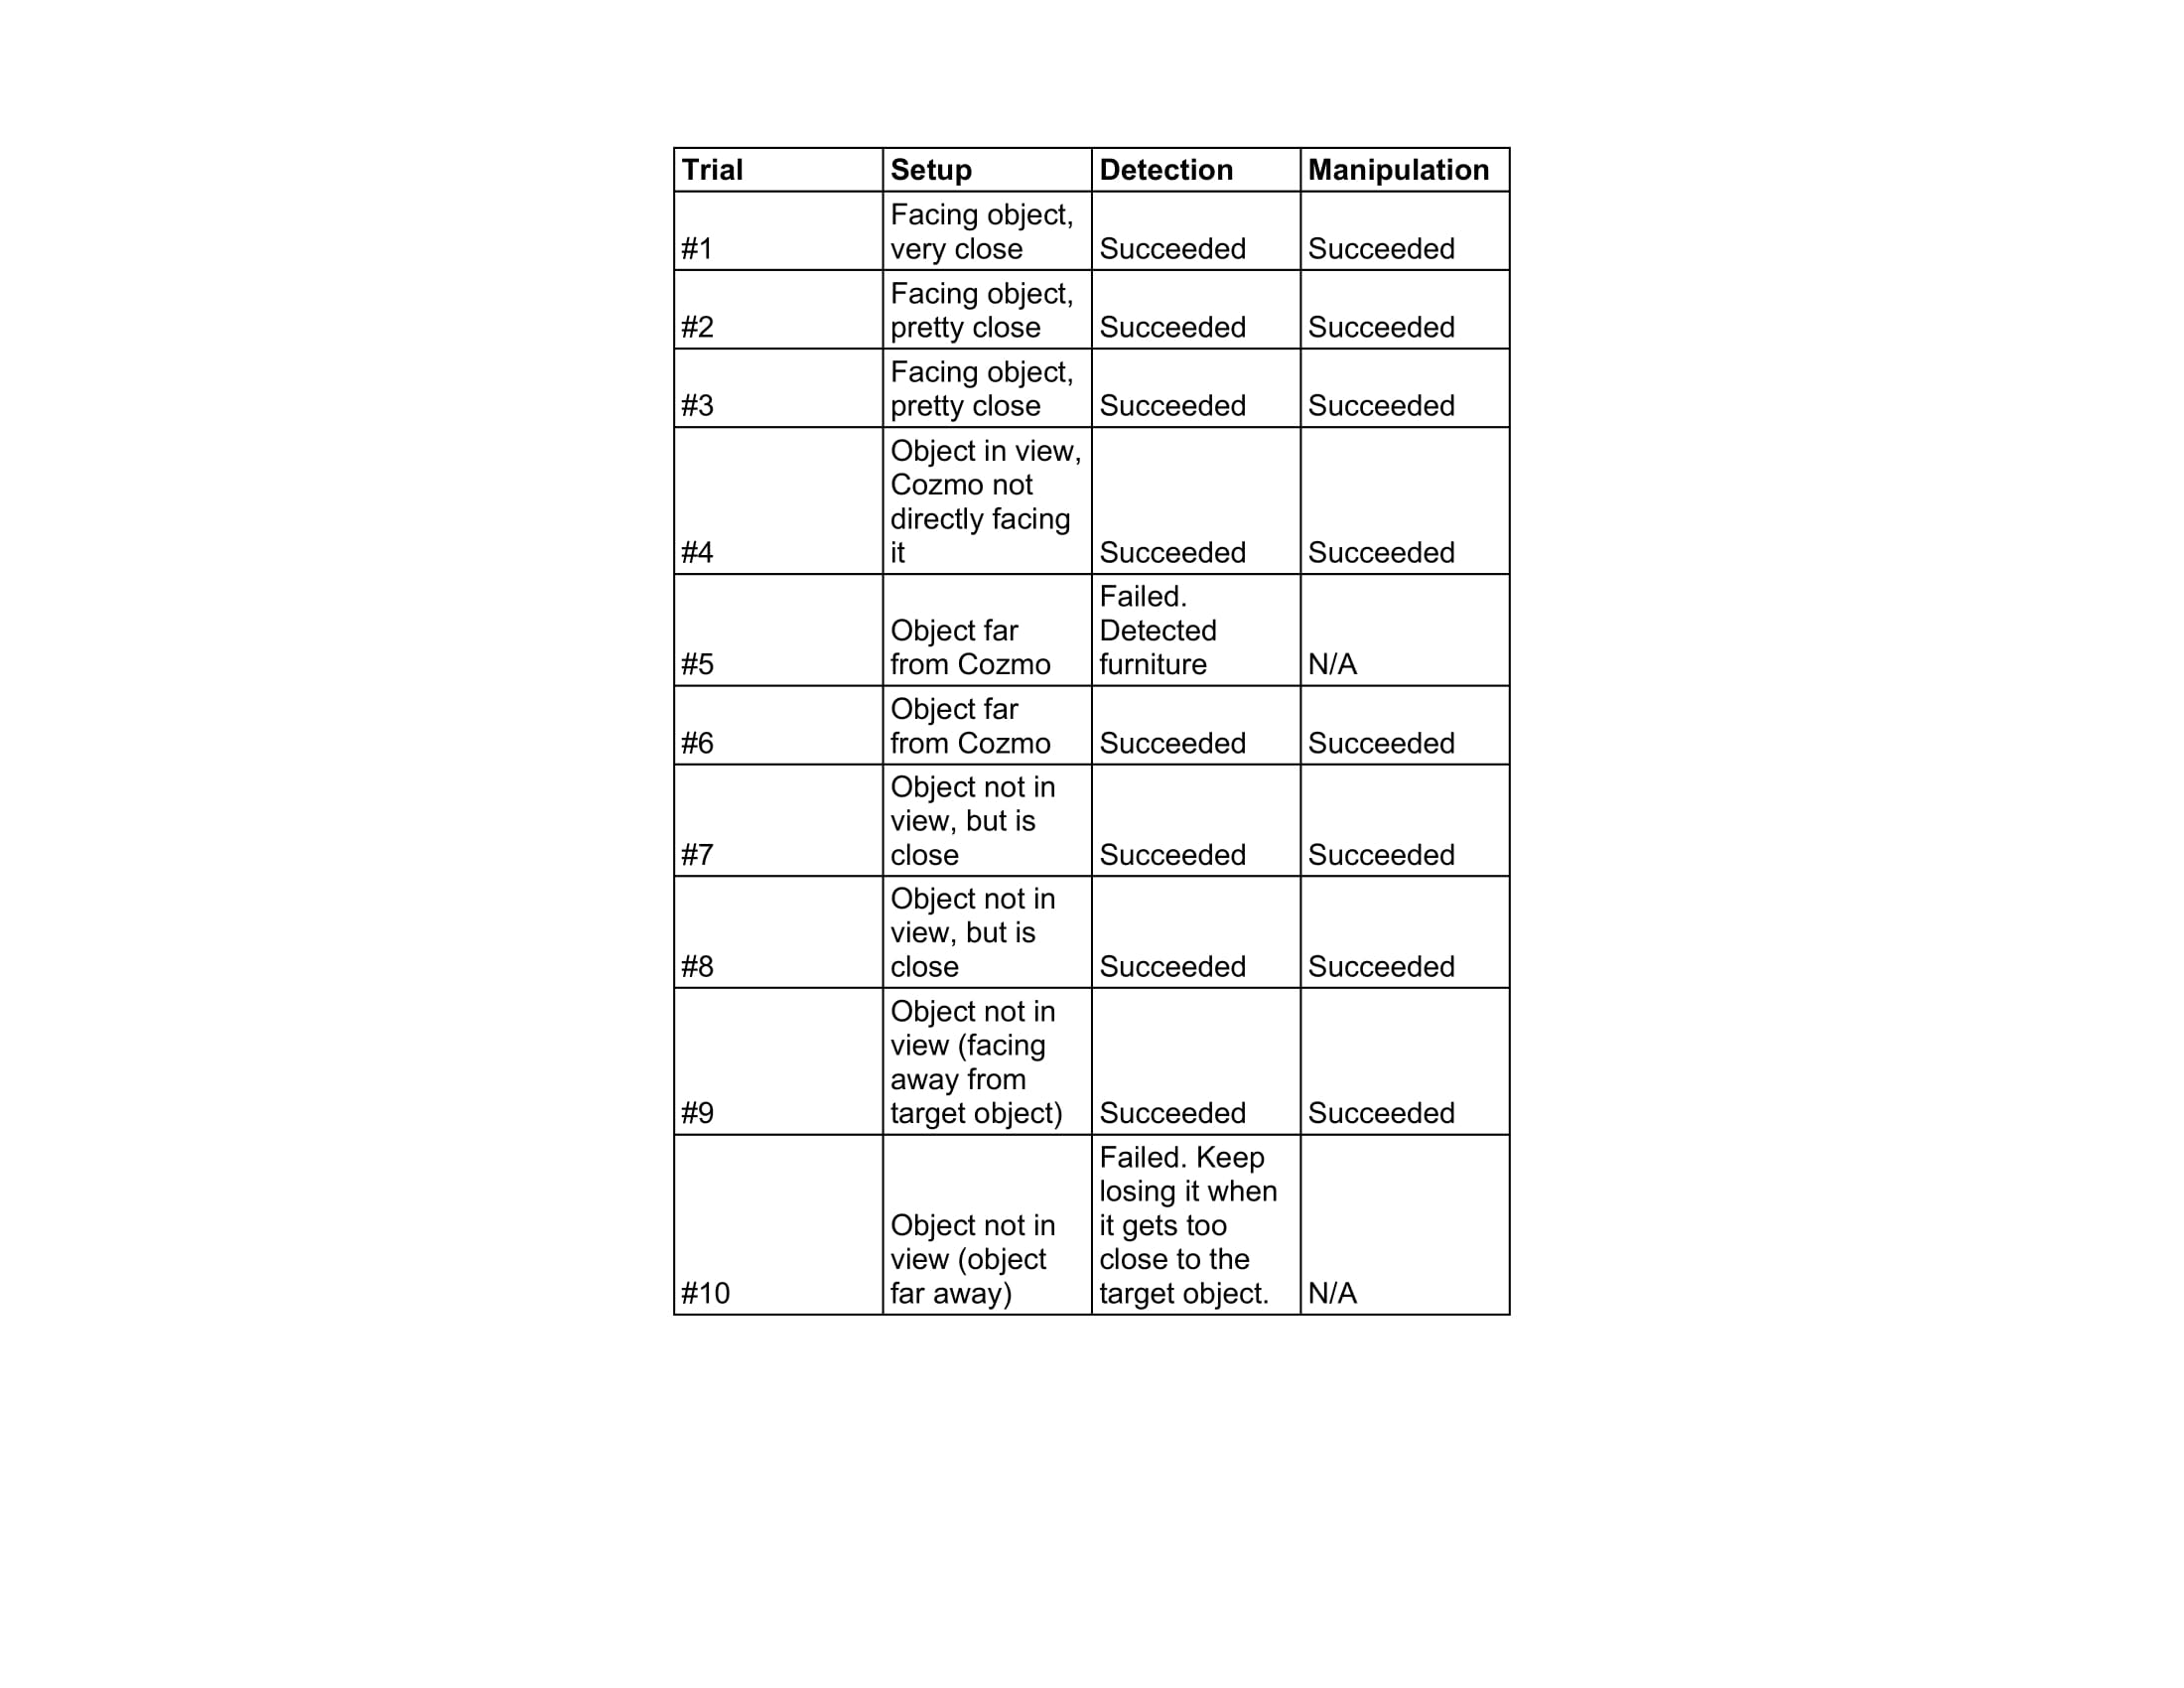 Trial Setup Detection Manipulation
Facing object,
#1 very close Succeeded Succeeded
Facing object,
#2 pretty close Succeeded Succeeded
Facing object,
#3 pretty close Succeeded Succeeded
Object in view,
Cozmo not
directly facing
#4 it Succeeded Succeeded
Failed.
Object far Detected
#5 from Cozmo furniture N/A
Object far
#6 from Cozmo Succeeded Succeeded
Object not in
view, but is
#7 close Succeeded Succeeded
Object not in
view, but is
#8 close Succeeded Succeeded
Object not in
view (facing
away from
#9 target object) Succeeded Succeeded
Failed. Keep
losing it when
Object not in it gets too
view (object close to the
#10 far away) target object. N/A